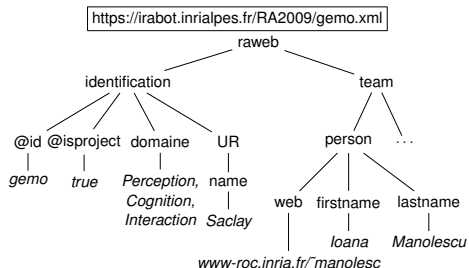 https://irabot.inrialpes.fr/RA2009/gemo.xml
raweb
identification
team
@id @isproject domaine UR
person ...
gemo
true
Perception,
Cognition,
Interaction
name
Saclay
web firstname lastname
Ioana
Manolescu
www-roc.inria.fr/~manolesc